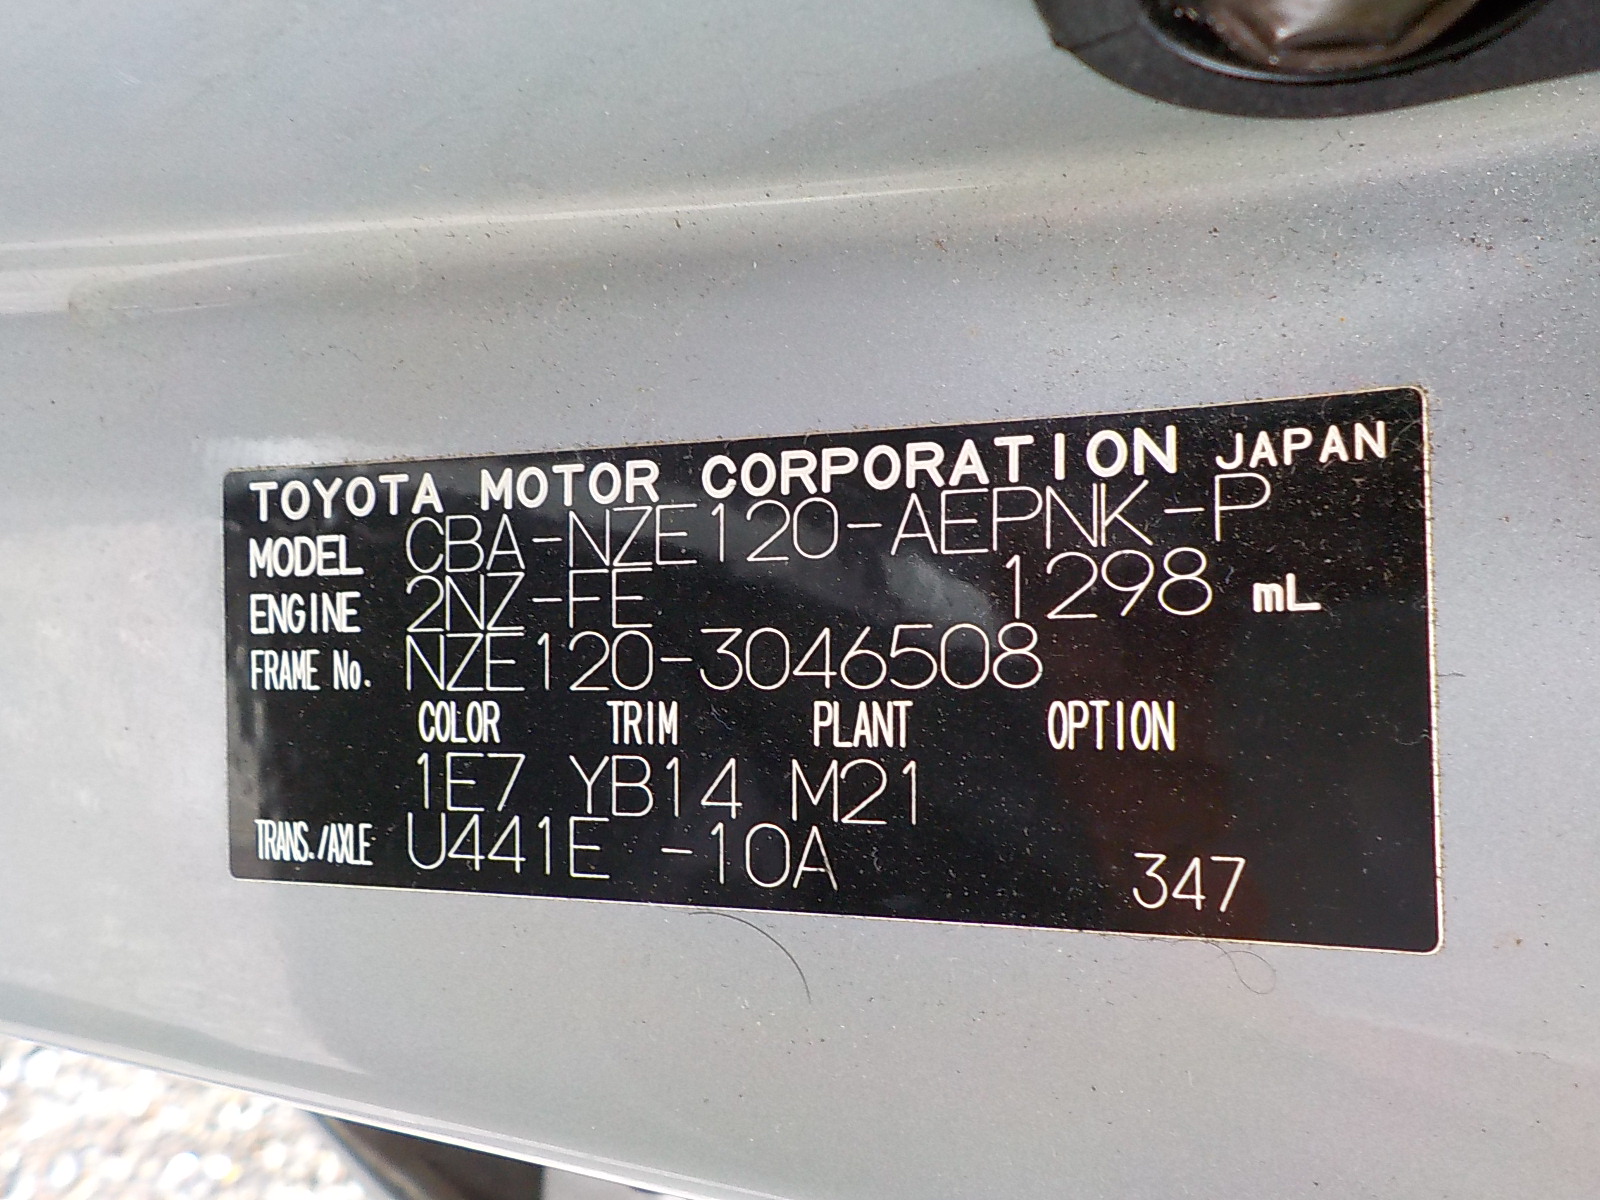 TOYOTA MOTOR CORPORATION JAPAN
MODEL CBA-NZE120-AEPNK-P
ENGINE 2NZ-FE 1298 mL
FRAME No. NZE120-3046508
COLOR TRIM PLANT OPTION
1E7 YB14 M21
TRANS./AXLE U441E -10A 347